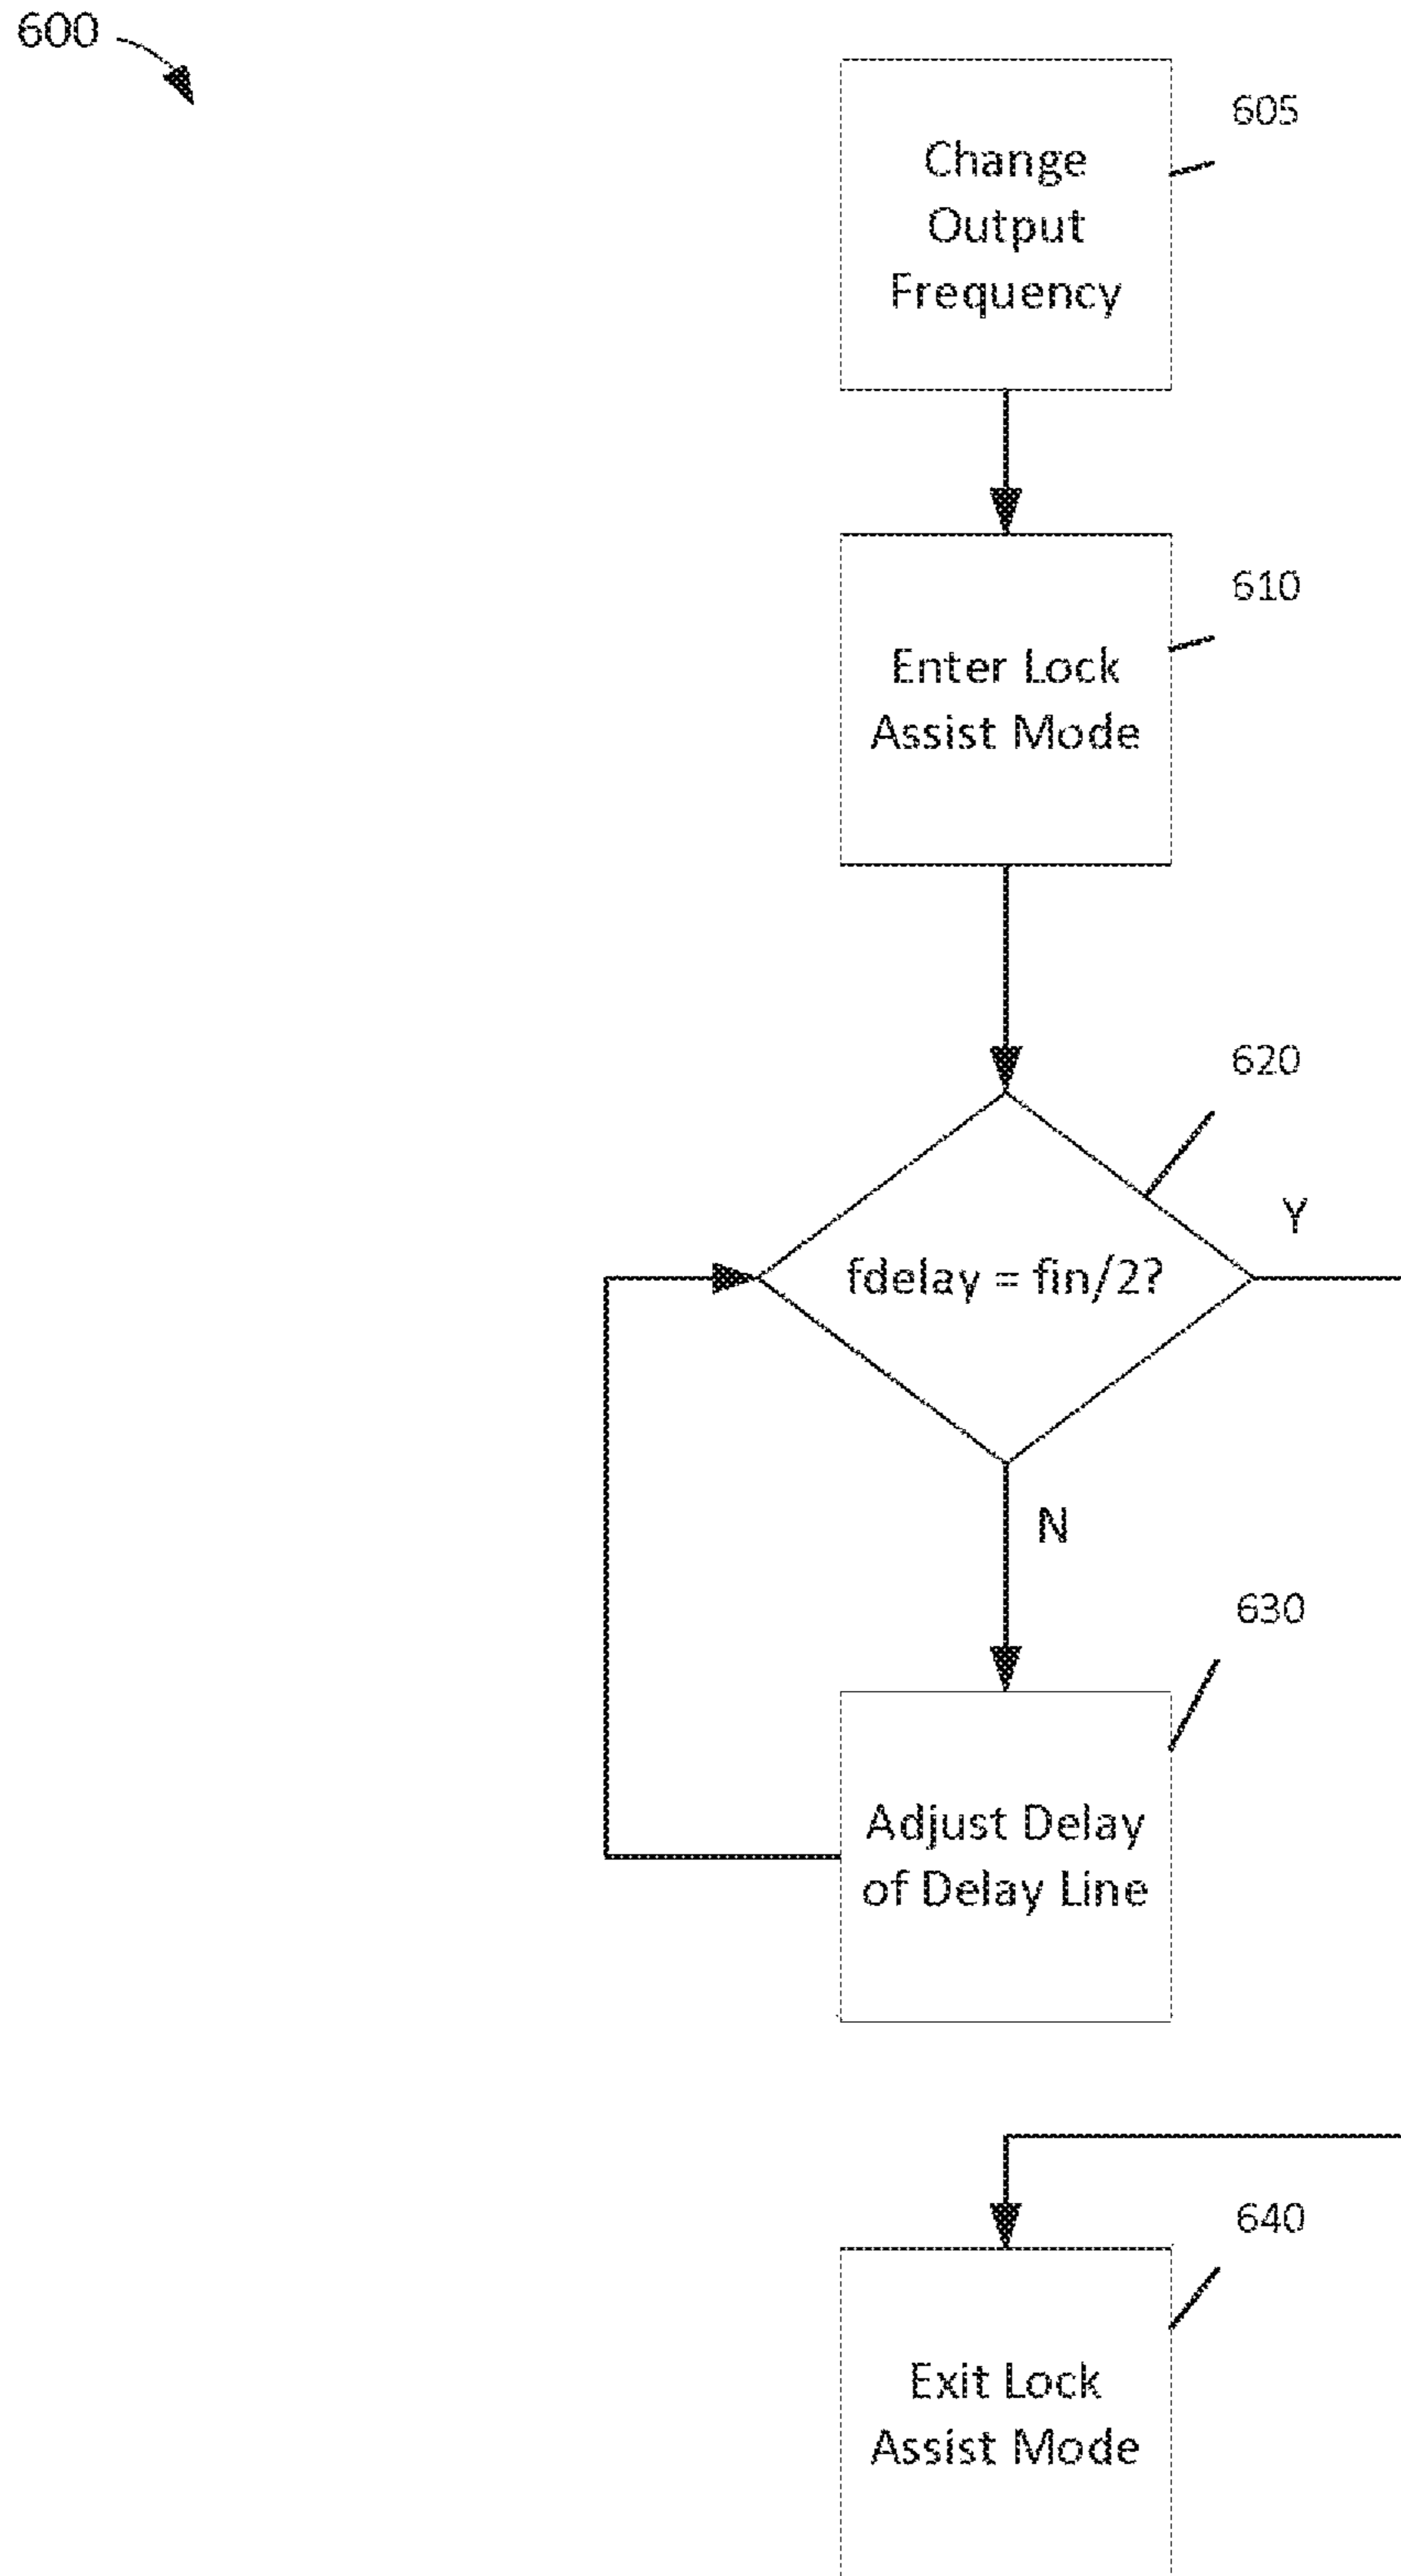 600
605
Change
Output
Frequency
610
Enter Lock
Assist Mode
620
Y
fdelay = fin/2?
N
630
Adjust Delay
of Delay Line
640
Exit Lock
Assist Mode